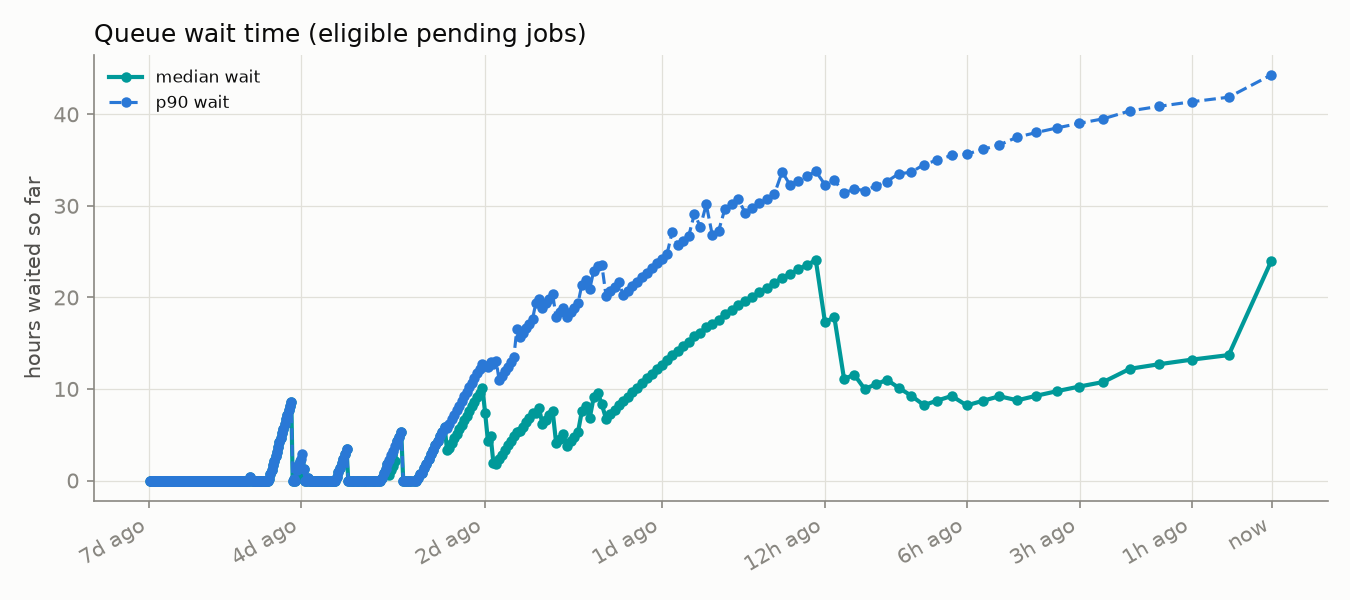 Queue wait time (eligible pending jobs)
median wait
p90 wait
hours waited so far
40
30
20
10
0
7d ago
4d ago
2d ago
1d ago
12h ago
6h ago
3h ago
1h ago
now